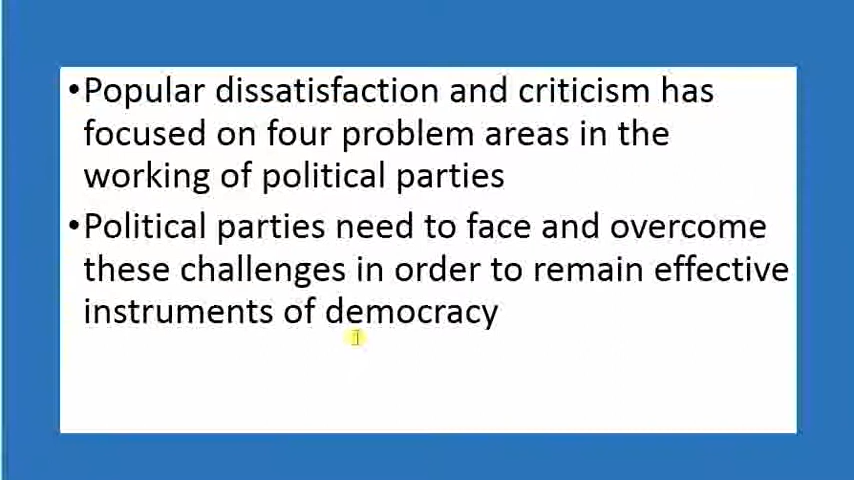 •Popular dissatisfaction and criticism has
focused on four problem areas in the
working of political parties
•Political parties need to face and overcome
these challenges in order to remain effective
instruments of democracy